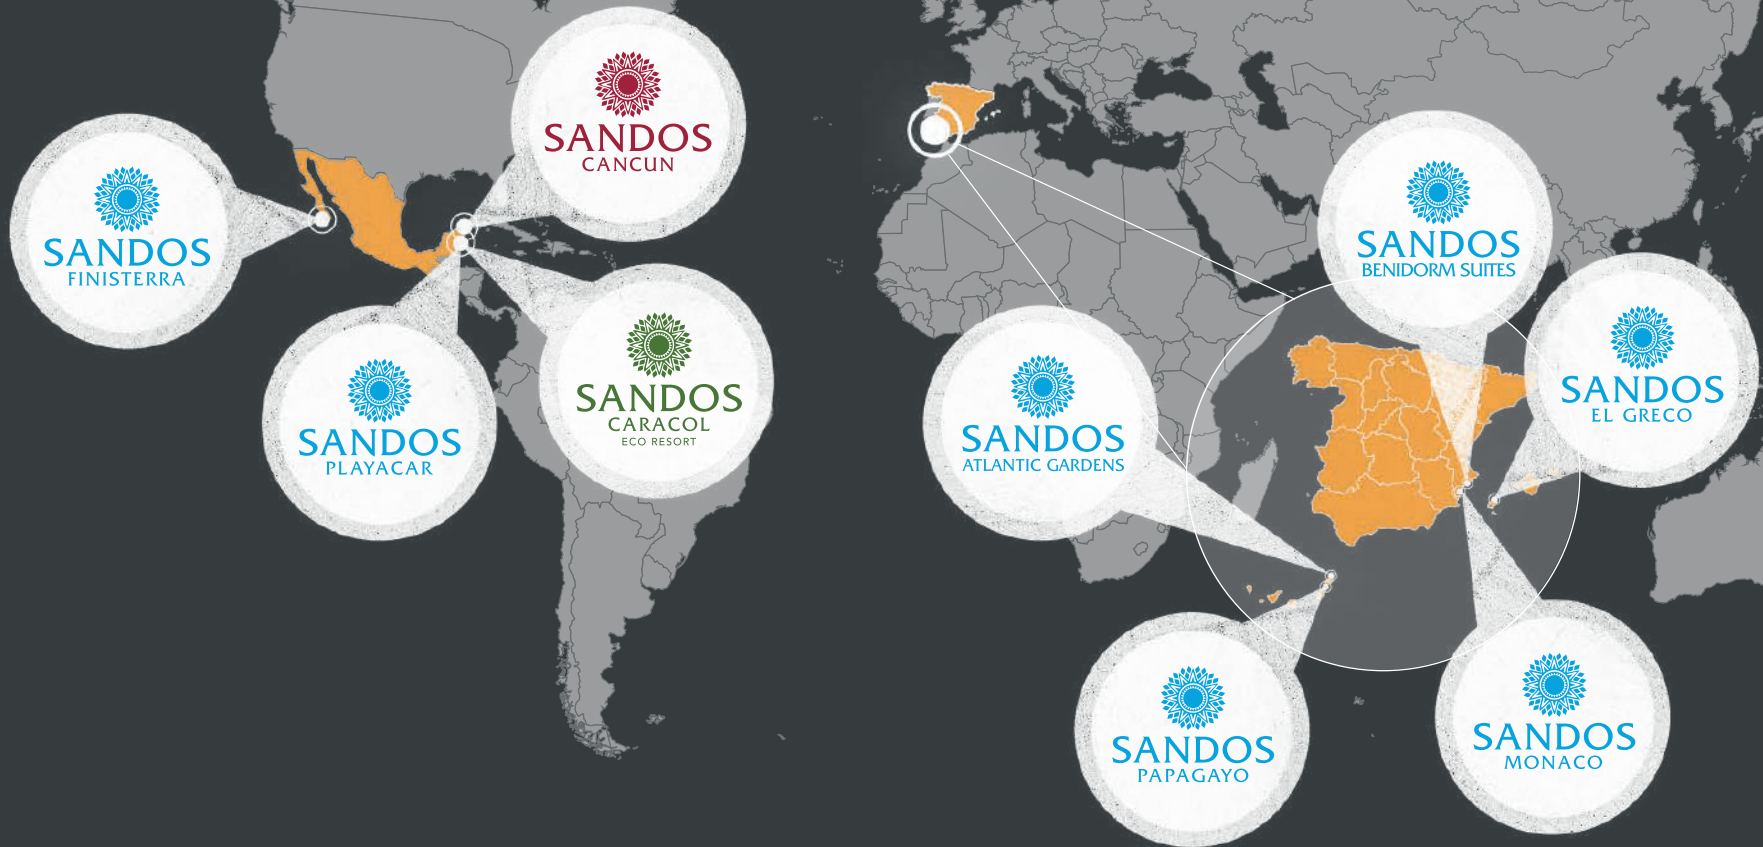 SANDOS
CANCUN
SANDOS
FINISTERRA
SANDOS
PLAYACAR
SANDOS
CARACOL
ECO RESORT
SANDOS
BENIDORM SUITES
SANDOS
EL GRECO
SANDOS
ATLANTIC GARDENS
SANDOS
PAPAGAYO
SANDOS
MONACO